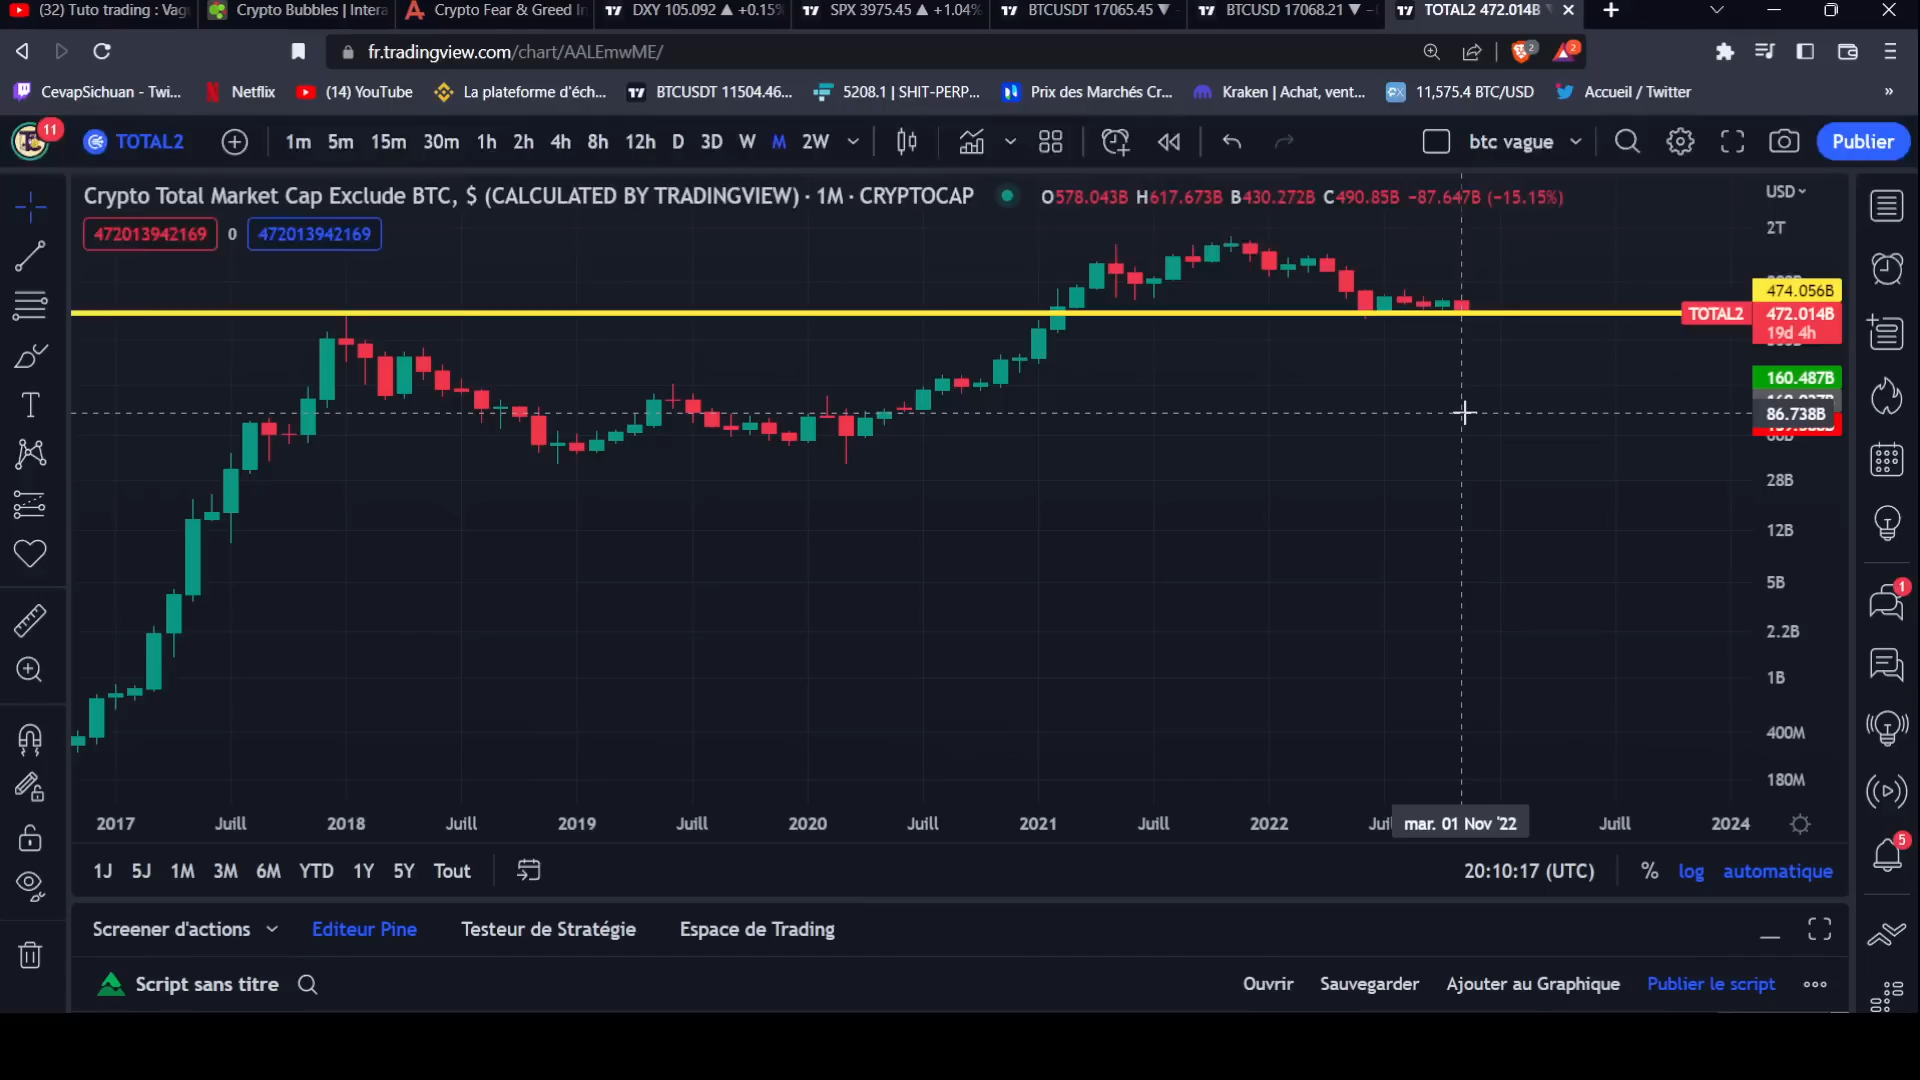 (32) Tuto trading : Vag
Crypto Bubbles | Intera
Crypto Fear & Greed In
DXY 105.092 ▲ +0.15%
SPX 3975.45 ▲ +1.04%
BTCUSDT 17065.45 ▼
BTCUSD 17068.21 ▼
TOTAL2 472.014B
fr.tradingview.com/chart/AALEmwME/
2
2
CevapSichuan - Twi...
Netflix
(14) YouTube
La plateforme d'éch...
BTCUSDT 11504.46...
5208.1 | SHIT-PERP...
Prix des Marchés Cr...
Kraken | Achat, vent...
11,575.4 BTC/USD
Accueil / Twitter
»
11
TOTAL2
1m 5m 15m 30m 1h 2h 4h 8h 12h D 3D W M 2W
btc vague
Publier
Crypto Total Market Cap Exclude BTC, $ (CALCULATED BY TRADINGVIEW) · 1M · CRYPTOCAP
O578.043B H617.673B B430.272B C490.85B −87.647B (−15.15%)
USD
472013942169 0 472013942169
2T
474.056B
TOTAL2 472.014B
19d 4h
160.487B
86.738B
28B
12B
5B
2.2B
1B
400M
180M
1
5
2017 Juill 2018 Juill 2019 Juill 2020 Juill 2021 Juill 2022 mar. 01 Nov '22 Juill 2024
1J 5J 1M 3M 6M YTD 1Y 5Y Tout
20:10:17 (UTC) % log automatique
Screener d'actions Editeur Pine Testeur de Stratégie Espace de Trading
Script sans titre
Ouvrir Sauvegarder Ajouter au Graphique Publier le script